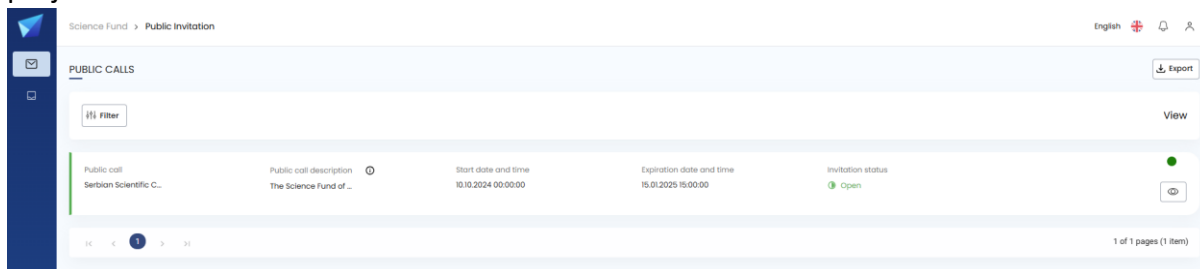 Science Fund > Public Invitation
English
PUBLIC CALLS
Export
Filter
View
Public call
Public call description
Start date and time
Expiration date and time
Invitation status
Serbian Scientific C...
The Science Fund of ...
10.10.2024 00:00:00
15.01.2025 15:00:00
Open
1
1 of 1 pages (1 item)